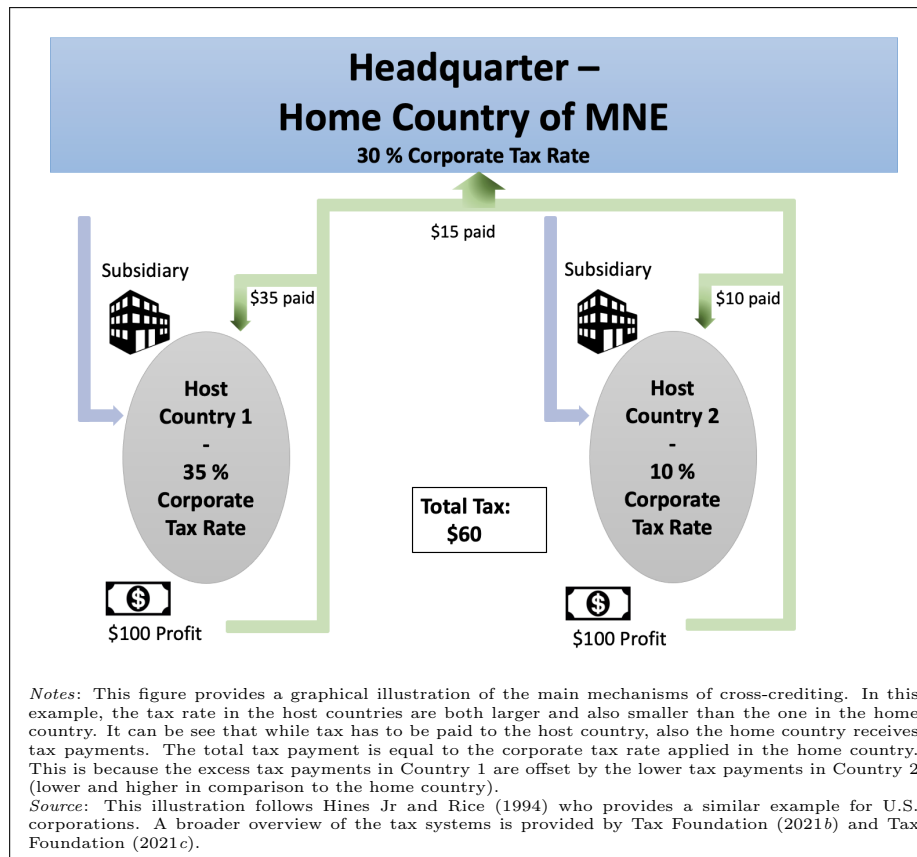 Headquarter –
Home Country of MNE
30 % Corporate Tax Rate
$15 paid
Subsidiary
$35 paid
Host
Country 1
-
35 %
Corporate
Tax Rate
$100 Profit
Subsidiary
$10 paid
Host
Country 2
-
10 %
Corporate
Tax Rate
$100 Profit
Total Tax:
$60
Notes: This figure provides a graphical illustration of the main mechanisms of cross-crediting. In this
example, the tax rate in the host countries are both larger and also smaller than the one in the home
country. It can be see that while tax has to be paid to the host country, also the home country receives
tax payments. The total tax payment is equal to the corporate tax rate applied in the home country.
This is because the excess tax payments in Country 1 are offset by the lower tax payments in Country 2
(lower and higher in comparison to the home country).
Source: This illustration follows Hines Jr and Rice (1994) who provides a similar example for U.S.
corporations. A broader overview of the tax systems is provided by Tax Foundation (2021b) and Tax
Foundation (2021c).